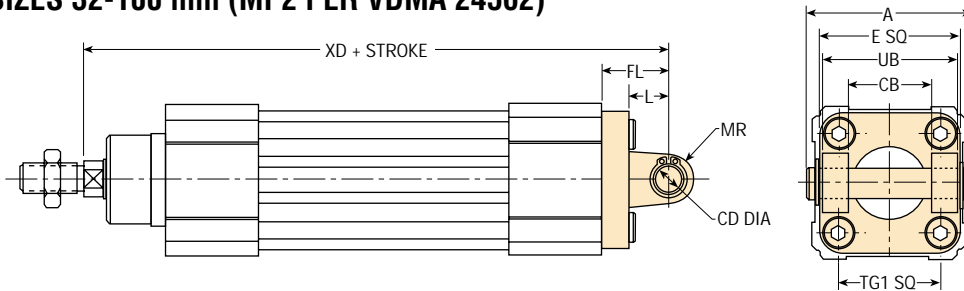 SIZES 32-100 mm (MP2 PER VDMA 24562)
A
E SQ
XD + STROKE
UB
FL
CB
L
MR
CD DIA
TG1 SQ